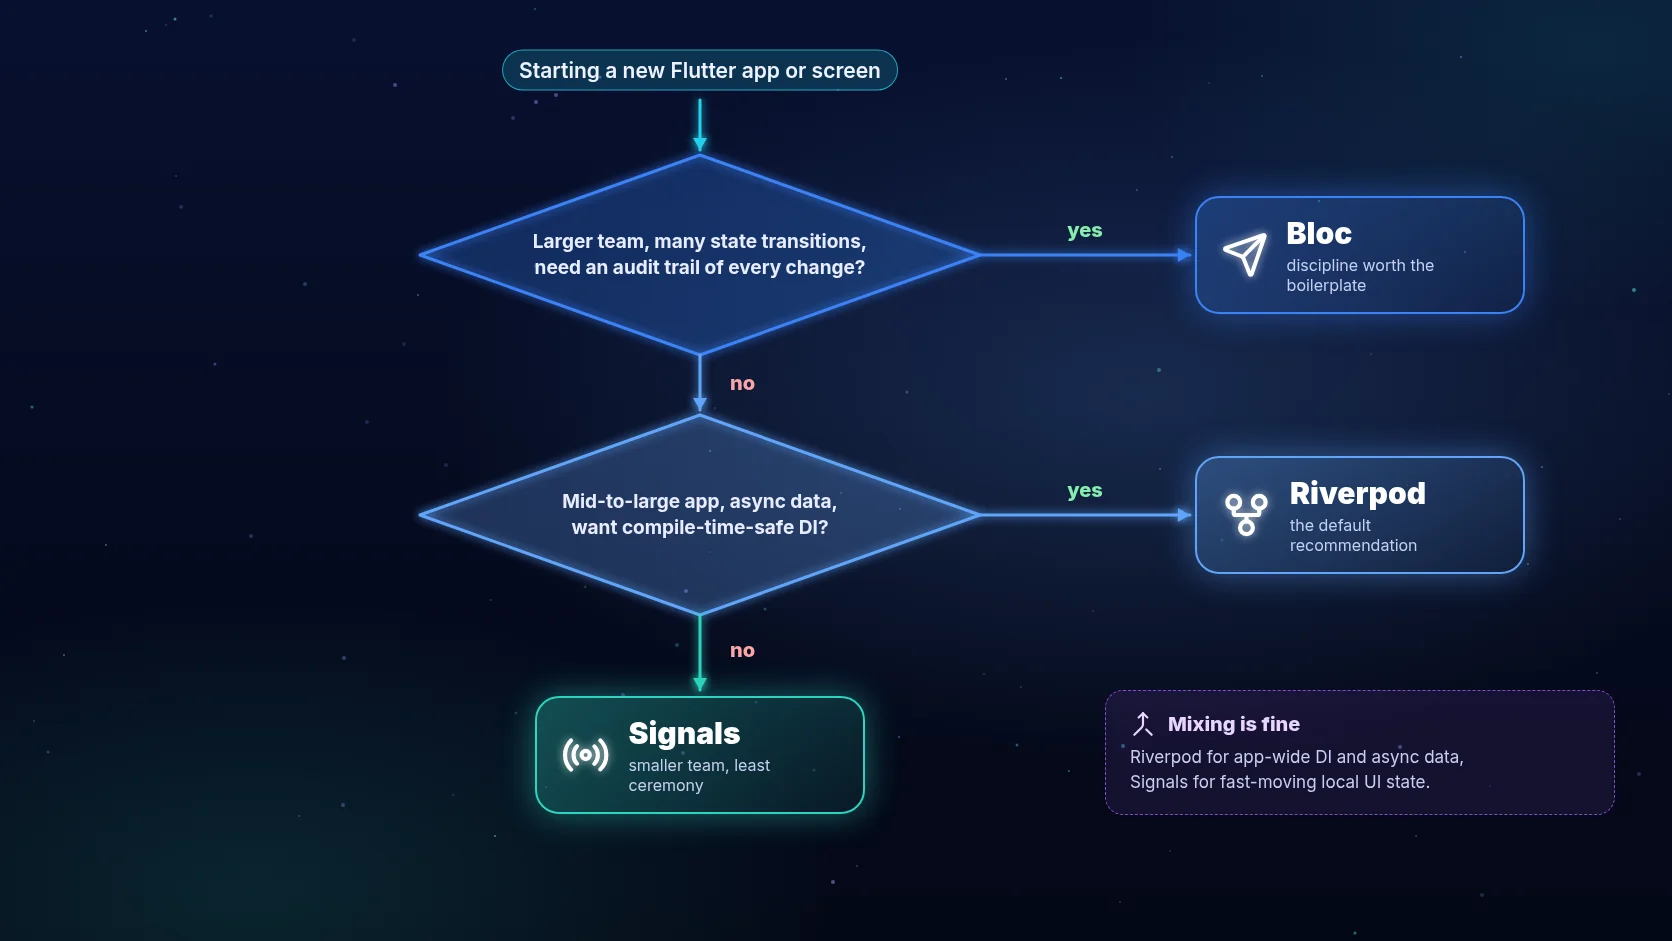 Starting a new Flutter app or screen
Larger team, many state transitions,
need an audit trail of every change?
yes
Bloc
discipline worth the
boilerplate
no
Mid-to-large app, async data,
want compile-time-safe DI?
yes
Riverpod
the default
recommendation
no
Signals
smaller team, least
ceremony
Mixing is fine
Riverpod for app-wide DI and async data,
Signals for fast-moving local UI state.